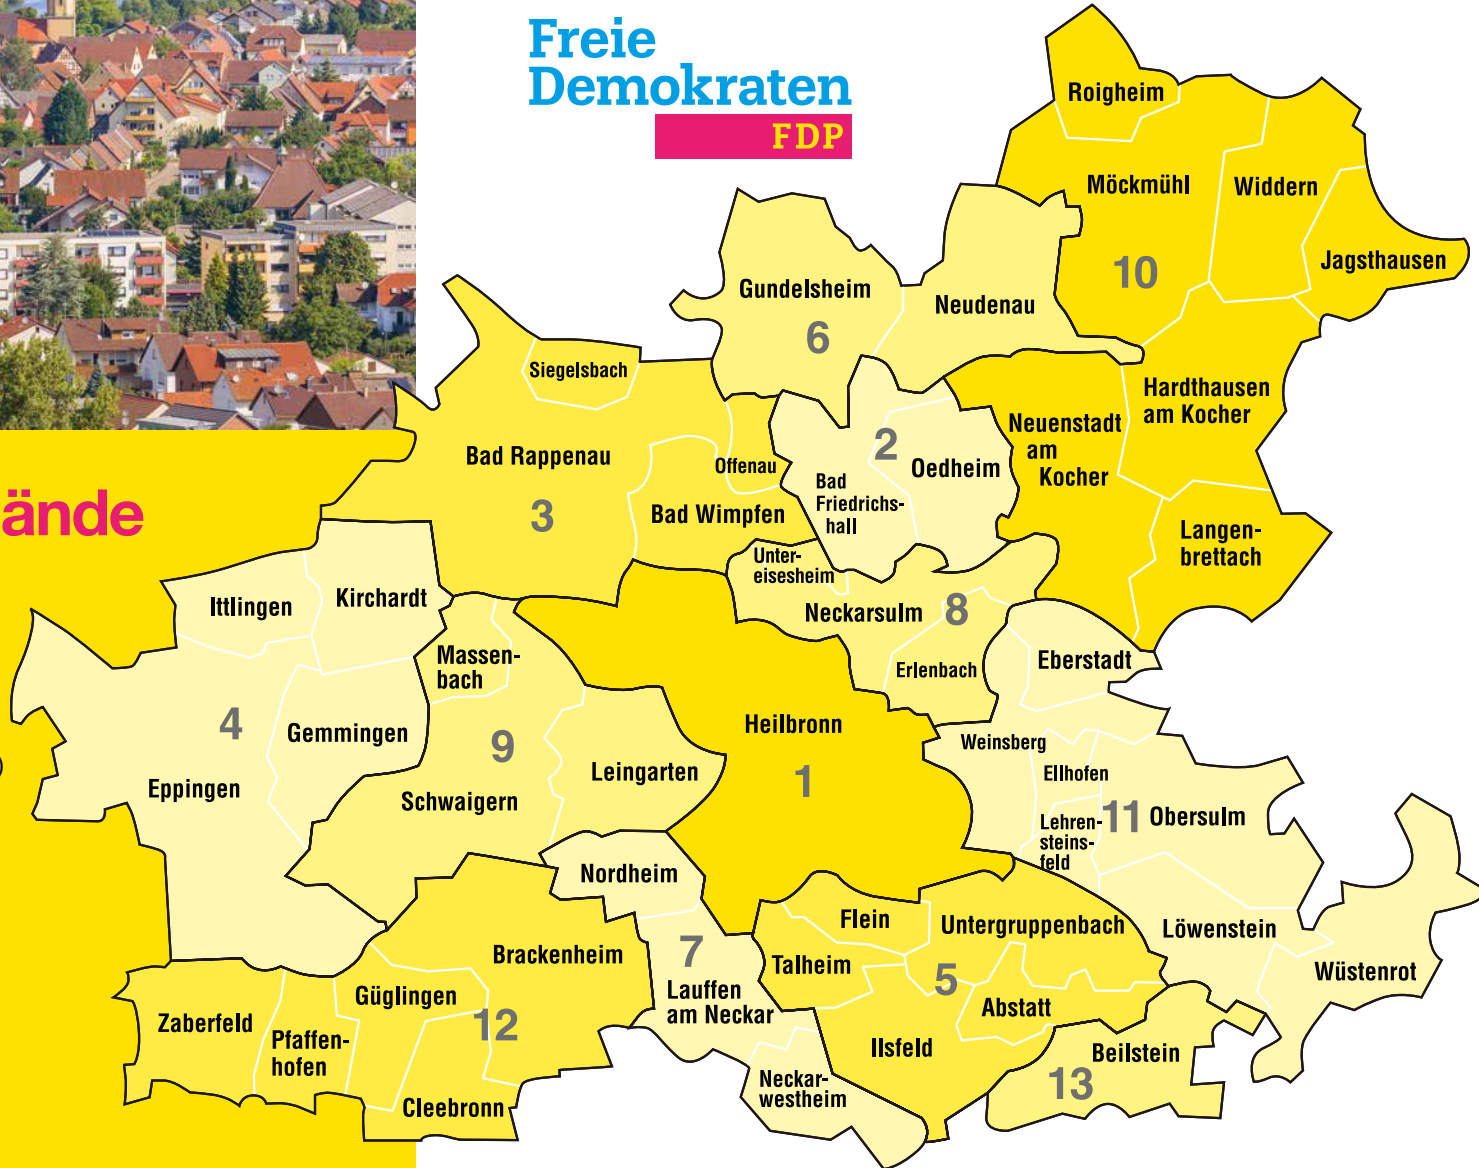 Freie
Demokraten
FDP
ände
)
Roigheim
Möckmühl
Widdern
Jagsthausen
10
Gundelsheim
6
Neudenau
Hardthausen
am Kocher
Neuenstadt
am
Kocher
Langen-
brettach
Siegelsbach
Bad Rappenau
3
Offenau
Bad Wimpfen
2
Oedheim
Bad
Friedrichs-
hall
Unter-
eisesheim
Neckarsulm
8
Erlenbach
Ittlingen
Kirchardt
4
Gemmingen
Eppingen
Massen-
bach
9
Schwaigern
Leingarten
Heilbronn
1
Eberstadt
Weinsberg
Ellhofen
Lehren-
steins-
feld
11
Obersulm
Löwenstein
Wüstenrot
Nordheim
7
Lauffen
am Neckar
Neckar-
westheim
Flein
Talheim
Untergruppenbach
5
Abstatt
Ilsfeld
Beilstein
13
Brackenheim
Güglingen
12
Zaberfeld
Pfaffen-
hofen
Cleebronn